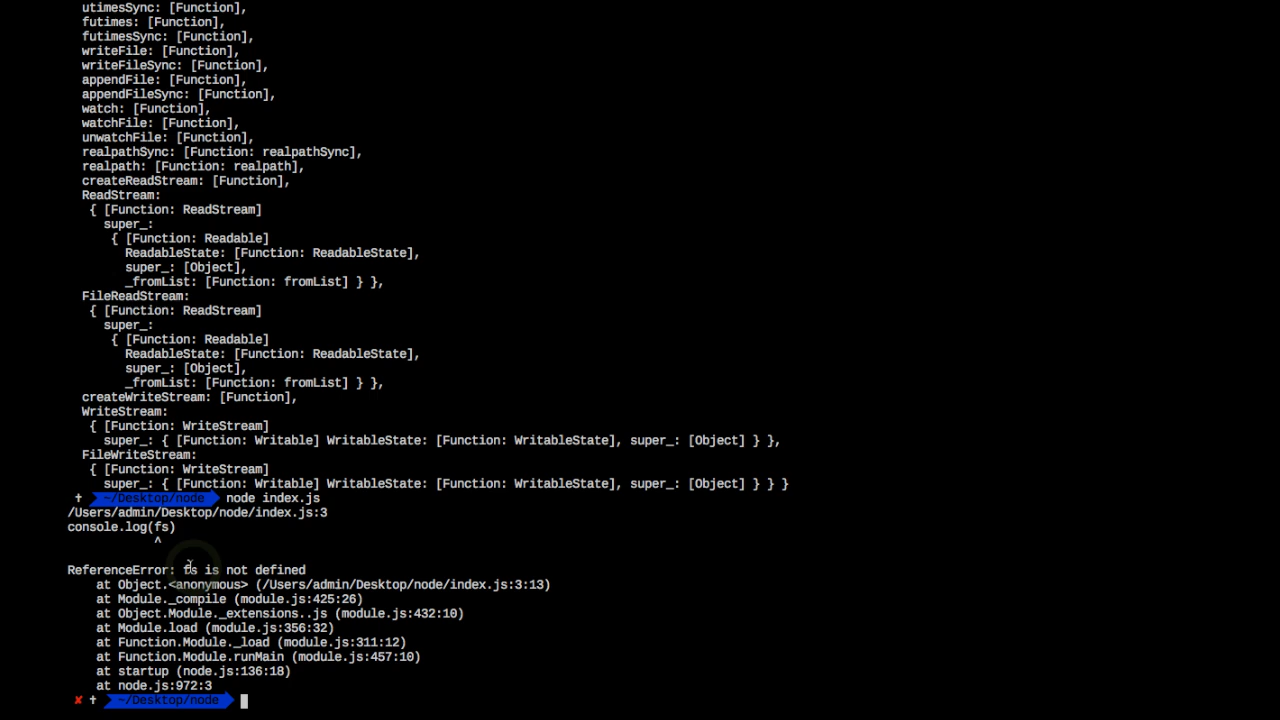 utimesSync: [Function],
futimes: [Function],
futimesSync: [Function],
writeFile: [Function],
writeFileSync: [Function],
appendFile: [Function],
appendFileSync: [Function],
watch: [Function],
watchFile: [Function],
unwatchFile: [Function],
realpathSync: [Function: realpathSync],
realpath: [Function: realpath],
createReadStream: [Function],
ReadStream:
{ [Function: ReadStream]
super_:
{ [Function: Readable]
ReadableState: [Function: ReadableState],
super_: [Object],
_fromList: [Function: fromList] } },
FileReadStream:
{ [Function: ReadStream]
super_:
{ [Function: Readable]
ReadableState: [Function: ReadableState],
super_: [Object],
_fromList: [Function: fromList] } },
createWriteStream: [Function],
WriteStream:
{ [Function: WriteStream]
super_: { [Function: Writable] WritableState: [Function: WritableState], super_: [Object] } },
FileWriteStream:
{ [Function: WriteStream]
super_: { [Function: Writable] WritableState: [Function: WritableState], super_: [Object] } } }
✝ ~/Desktop/node node index.js
/Users/admin/Desktop/node/index.js:3
console.log(fs)
^
ReferenceError: fs is not defined
at Object.<anonymous> (/Users/admin/Desktop/node/index.js:3:13)
at Module._compile (module.js:425:26)
at Object.Module._extensions..js (module.js:432:10)
at Module.load (module.js:356:32)
at Function.Module._load (module.js:311:12)
at Function.Module.runMain (module.js:457:10)
at startup (node.js:136:18)
at node.js:972:3
✘ ✝ ~/Desktop/node